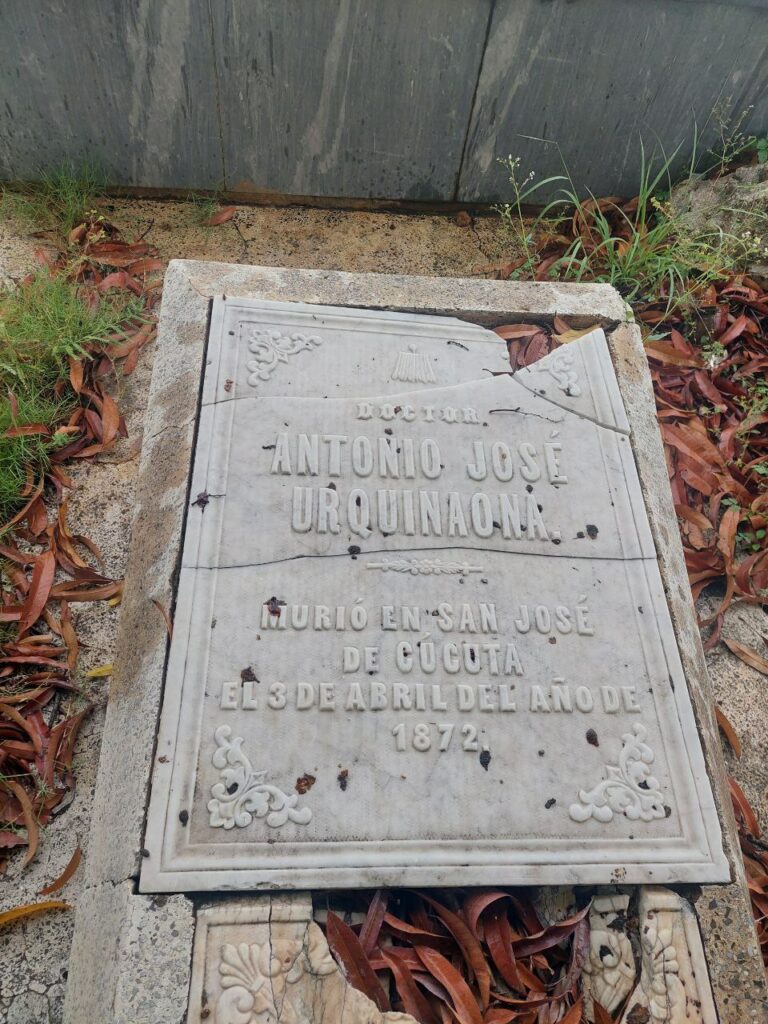 DOCTOR
ANTONIO JOSÉ
URQUINAONA.
MURIÓ EN SAN JOSÉ
DE CÚCUTA
EL 3 DE ABRIL DEL AÑO DE
1872.